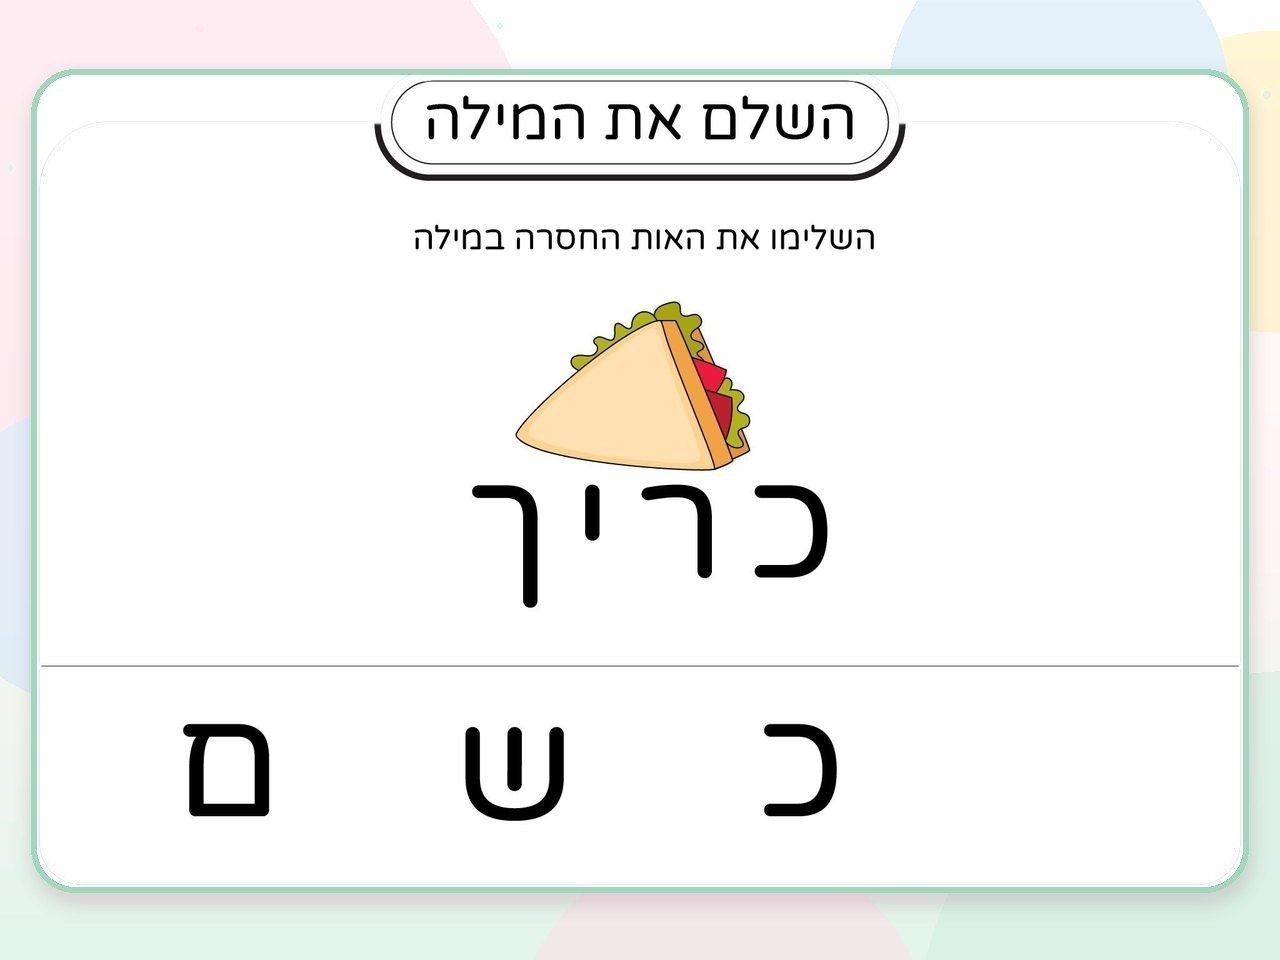 השלם את המילה
השלימו את האות החסרה במילה
כריך
כ ש ם